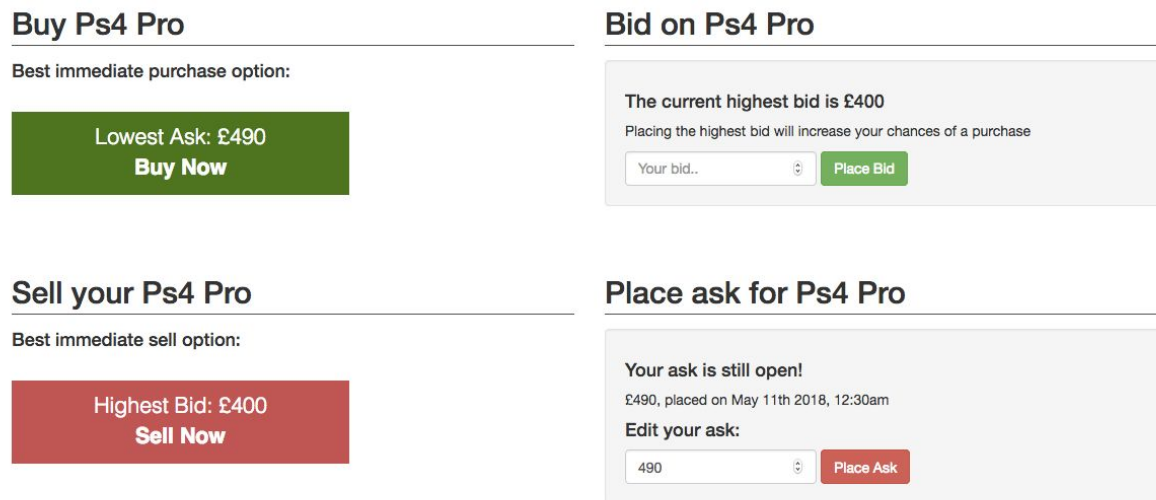 Buy Ps4 Pro
Best immediate purchase option:
Lowest Ask: £490
Buy Now
Bid on Ps4 Pro
The current highest bid is £400
Placing the highest bid will increase your chances of a purchase
Your bid..
Place Bid
Sell your Ps4 Pro
Best immediate sell option:
Highest Bid: £400
Sell Now
Place ask for Ps4 Pro
Your ask is still open!
£490, placed on May 11th 2018, 12:30am
Edit your ask:
490
Place Ask